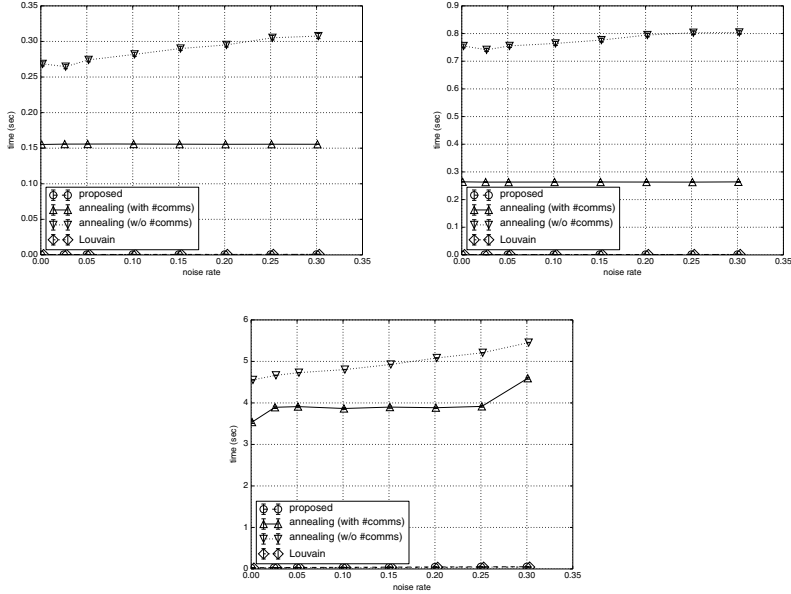 0.35
0.30
0.25
0.20
0.15
0.10
0.05
0.00
time (sec)
proposed
annealing (with #comms)
annealing (w/o #comms)
Louvain
0.00 0.05 0.10 0.15 0.20 0.25 0.30 0.35
noise rate
0.9
0.8
0.7
0.6
0.5
0.4
0.3
0.2
0.1
0.0
time (sec)
proposed
annealing (with #comms)
annealing (w/o #comms)
Louvain
0.00 0.05 0.10 0.15 0.20 0.25 0.30 0.35
noise rate
6
5
4
3
2
1
0
time (sec)
proposed
annealing (with #comms)
annealing (w/o #comms)
Louvain
0.00 0.05 0.10 0.15 0.20 0.25 0.30 0.35
noise rate